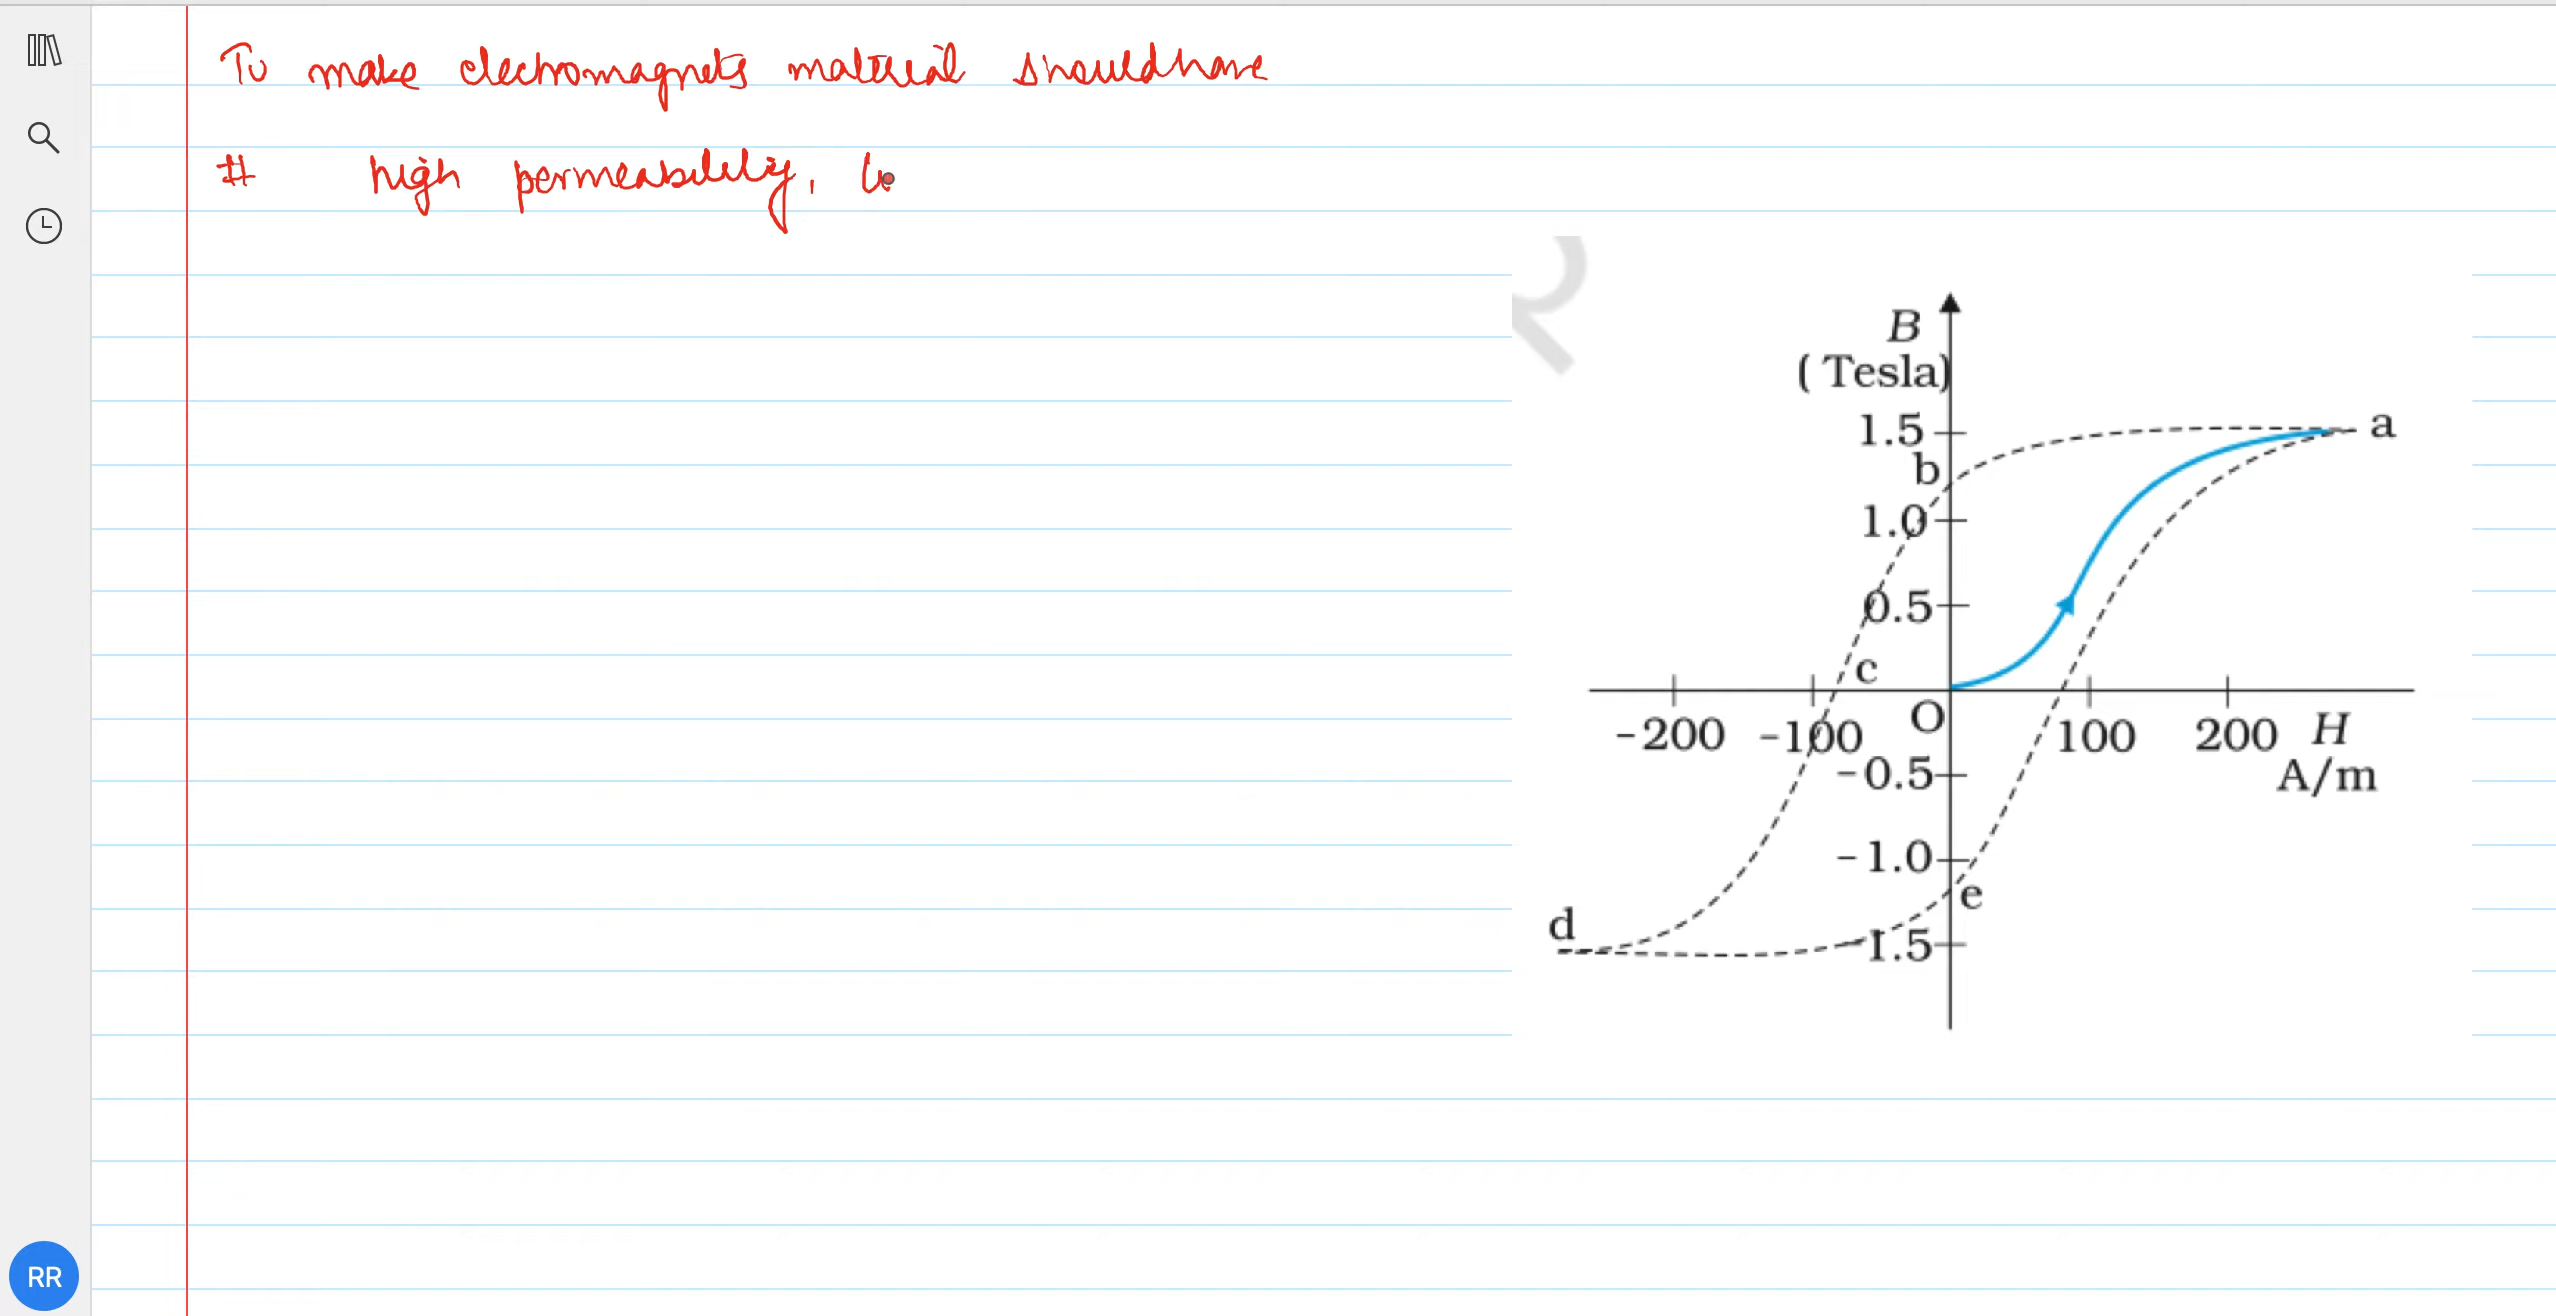 To make electromagnets material should have
# high permeability, lo
B
( Tesla)
1.5
a
b
1.0
0.5
c
O
-200 -100 100 200 H
A/m
-0.5
-1.0
e
d
-1.5
RR